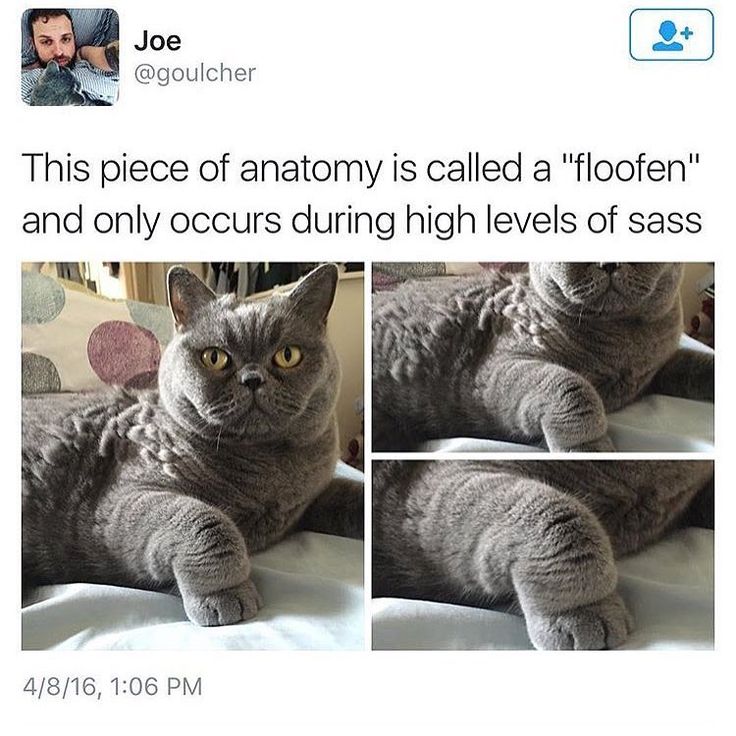 Joe
@goulcher
This piece of anatomy is called a "floofen"
and only occurs during high levels of sass
4/8/16, 1:06 PM